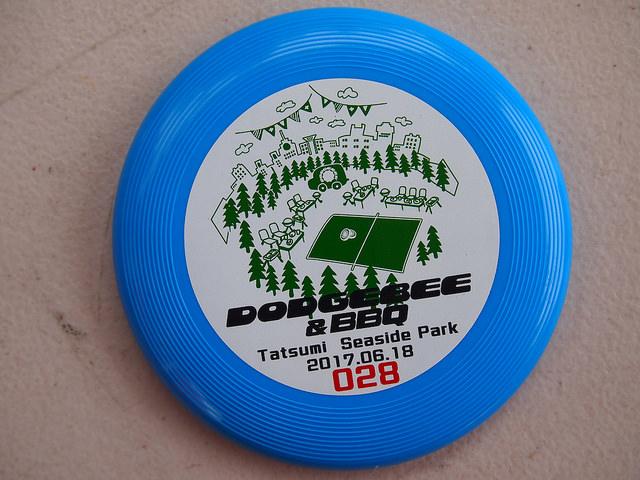 DODGEBEE
& BBQ
Tatsumi Seaside Park
2017.06.18
028